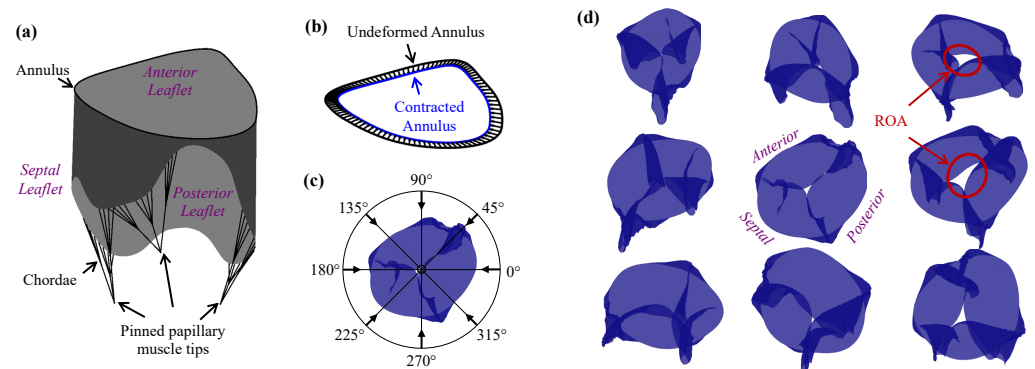 (a)
Annulus
Anterior
Leaflet
Septal
Leaflet
Posterior
Leaflet
Chordae
Pinned papillary
muscle tips
(b)
Undeformed Annulus
Contracted
Annulus
(c)
90°
135°
45°
180°
0°
225°
315°
270°
(d)
ROA
Anterior
Septal
Posterior